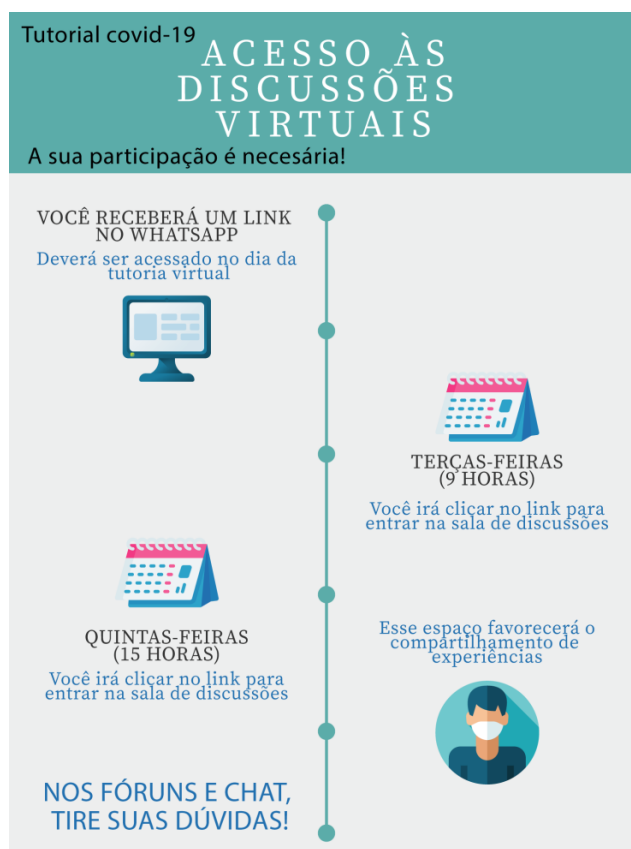 Tutorial covid-19
ACESSO ÀS
DISCUSSÕES
VIRTUAIS
A sua participação é necesária!
VOCÊ RECEBERÁ UM LINK
NO WHATSAPP
Deverá ser acessado no dia da
tutoria virtual
TERÇAS-FEIRAS
(9 HORAS)
Você irá clicar no link para
entrar na sala de discussões
QUINTAS-FEIRAS
(15 HORAS)
Você irá clicar no link para
entrar na sala de discussões
Esse espaço favorecerá o
compartilhamento de
experiências
NOS FÓRUNS E CHAT,
TIRE SUAS DÚVIDAS!